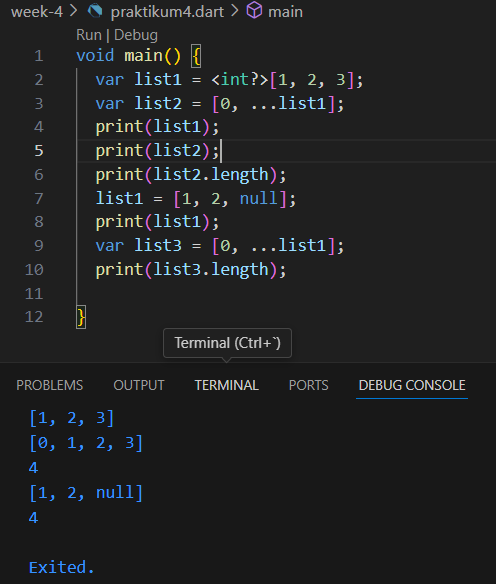 week-4 > praktikum4.dart > main
Run | Debug
1 void main() {
2 var list1 = <int?>[1, 2, 3];
3 var list2 = [0, ...list1];
4 print(list1);
5 print(list2);
6 print(list2.length);
7 list1 = [1, 2, null];
8 print(list1);
9 var list3 = [0, ...list1];
10 print(list3.length);
11
12 }
Terminal (Ctrl+`)
PROBLEMS OUTPUT TERMINAL PORTS DEBUG CONSOLE
[1, 2, 3]
[0, 1, 2, 3]
4
[1, 2, null]
4
Exited.